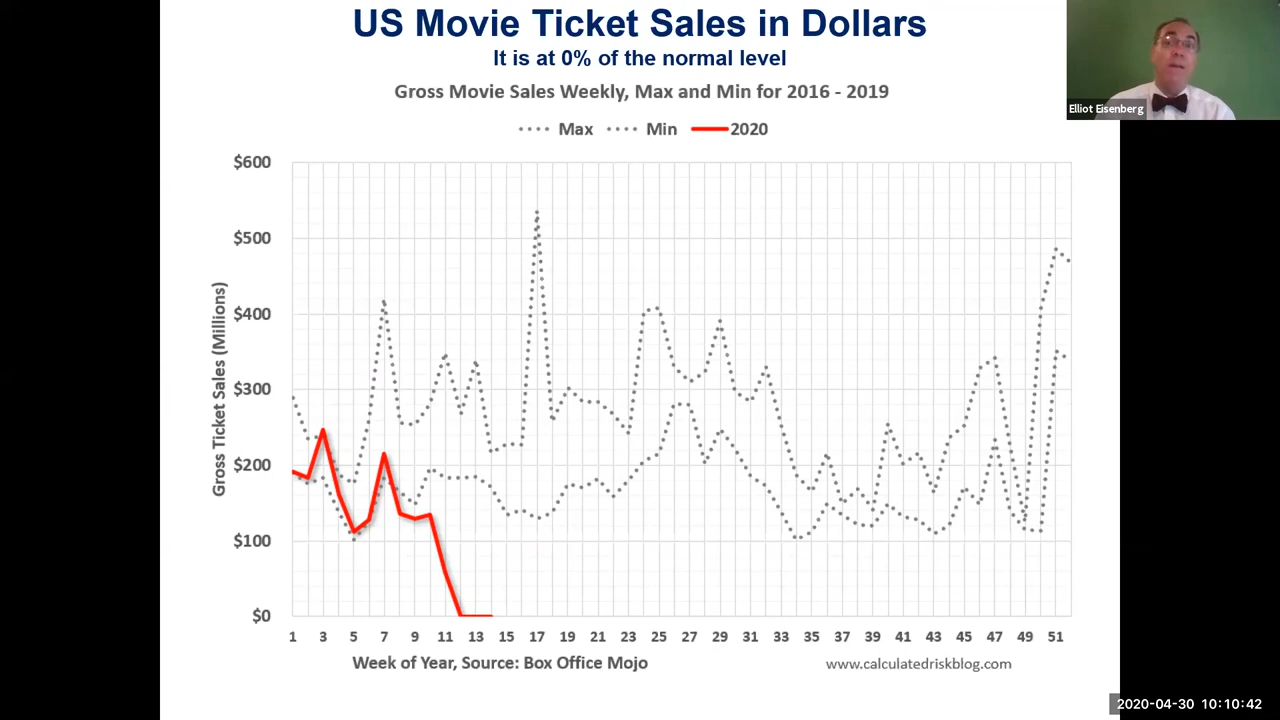 US Movie Ticket Sales in Dollars
It is at 0% of the normal level
Gross Movie Sales Weekly, Max and Min for 2016 - 2019
Max Min 2020
Elliot Eisenberg
Gross Ticket Sales (Millions)
$600
$500
$400
$300
$200
$100
$0
1 3 5 7 9 11 13 15 17 19 21 23 25 27 29 31 33 35 37 39 41 43 45 47 49 51
Week of Year, Source: Box Office Mojo
www.calculatedriskblog.com
2020-04-30 10:10:42